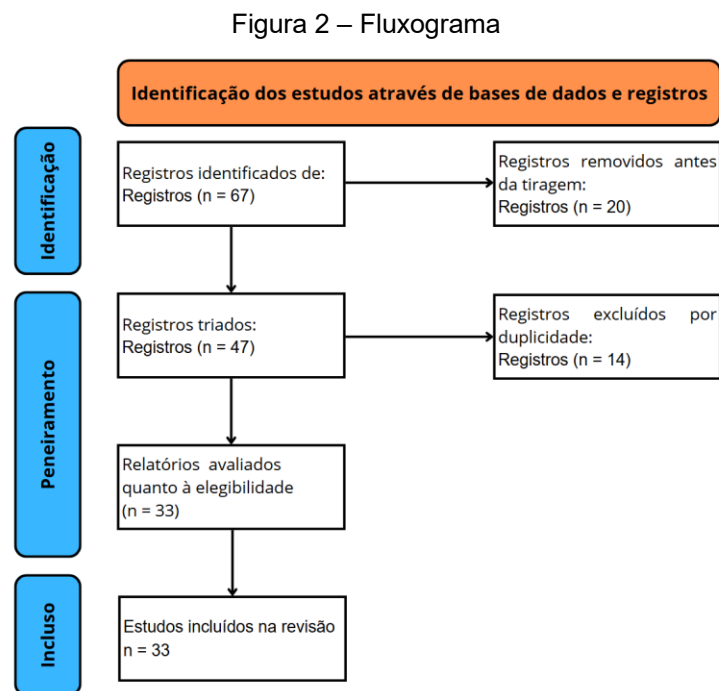 Figura 2 – Fluxograma
Identificação dos estudos através de bases de dados e registros
Identificação
Registros identificados de:
Registros (n = 67)
Registros removidos antes
da tiragem:
Registros (n = 20)
Peneiramento
Registros triados:
Registros (n = 47)
Registros excluídos por
duplicidade:
Registros (n = 14)
Relatórios avaliados
quanto à elegibilidade
(n = 33)
Incluso
Estudos incluídos na revisão
n = 33